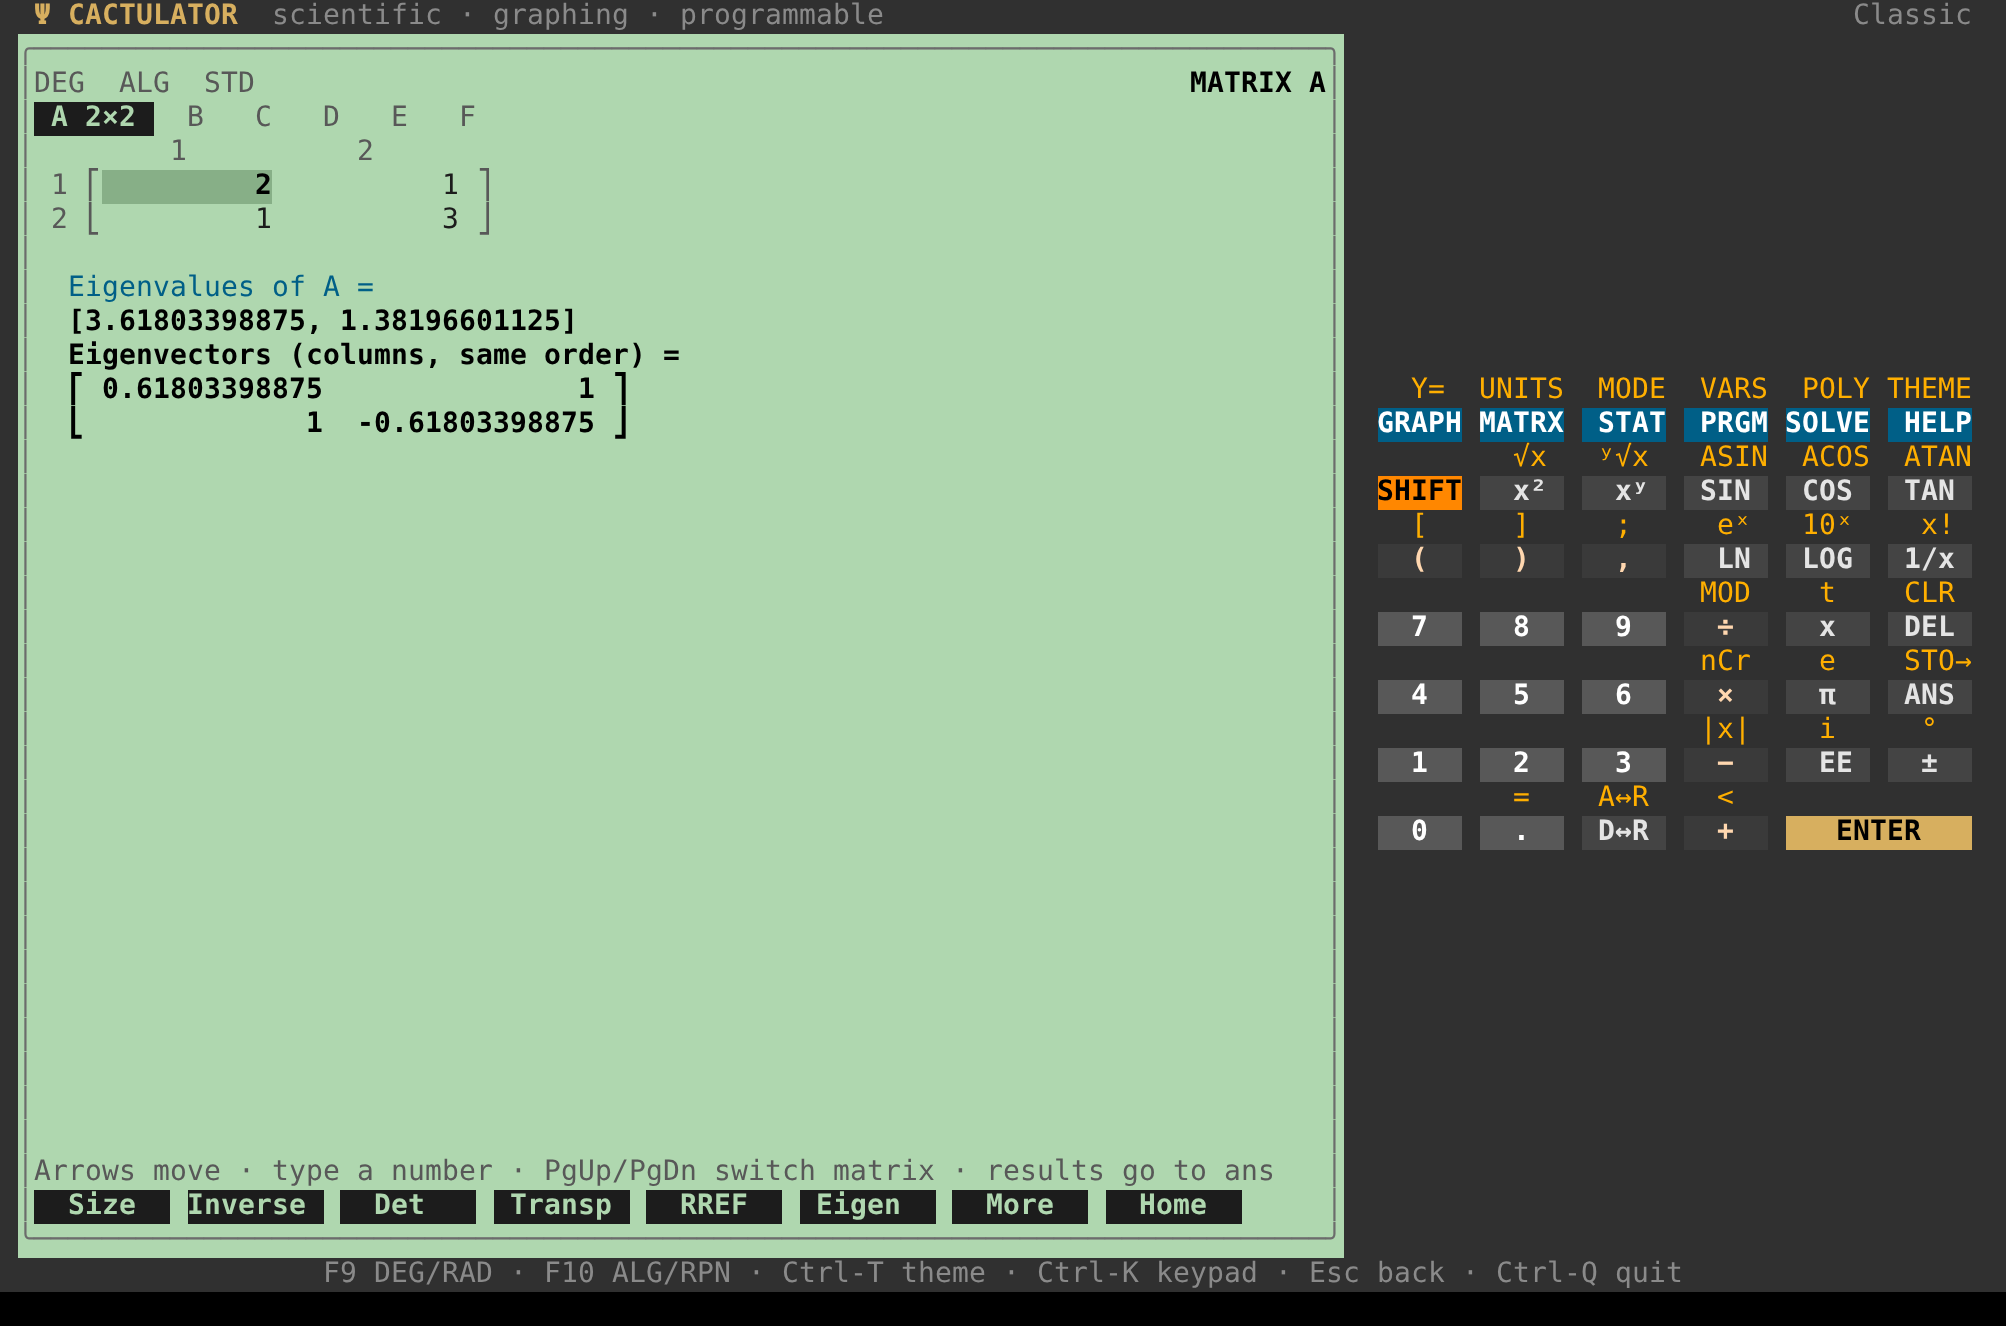 Ψ CACTULATOR scientific · graphing · programmable Classic
DEG ALG STD MATRIX A
A 2×2 B C D E F
1 2
1 [ 2 1 ]
2 [ 1 3 ]
Eigenvalues of A =
[3.61803398875, 1.38196601125]
Eigenvectors (columns, same order) =
[ 0.61803398875 1 ]
[ 1 -0.61803398875 ]
Arrows move · type a number · PgUp/PgDn switch matrix · results go to ans
Size Inverse Det Transp RREF Eigen More Home
Y= UNITS MODE VARS POLY THEME
GRAPH MATRX STAT PRGM SOLVE HELP
√x ʸ√x ASIN ACOS ATAN
SHIFT x² xʸ SIN COS TAN
[ ] ; eˣ 10ˣ x!
( ) , LN LOG 1/x
MOD t CLR
7 8 9 ÷ x DEL
nCr e STO→
4 5 6 × π ANS
|x| i °
1 2 3 − EE ±
= A↔R <
0 . D↔R + ENTER
F9 DEG/RAD · F10 ALG/RPN · Ctrl-T theme · Ctrl-K keypad · Esc back · Ctrl-Q quit